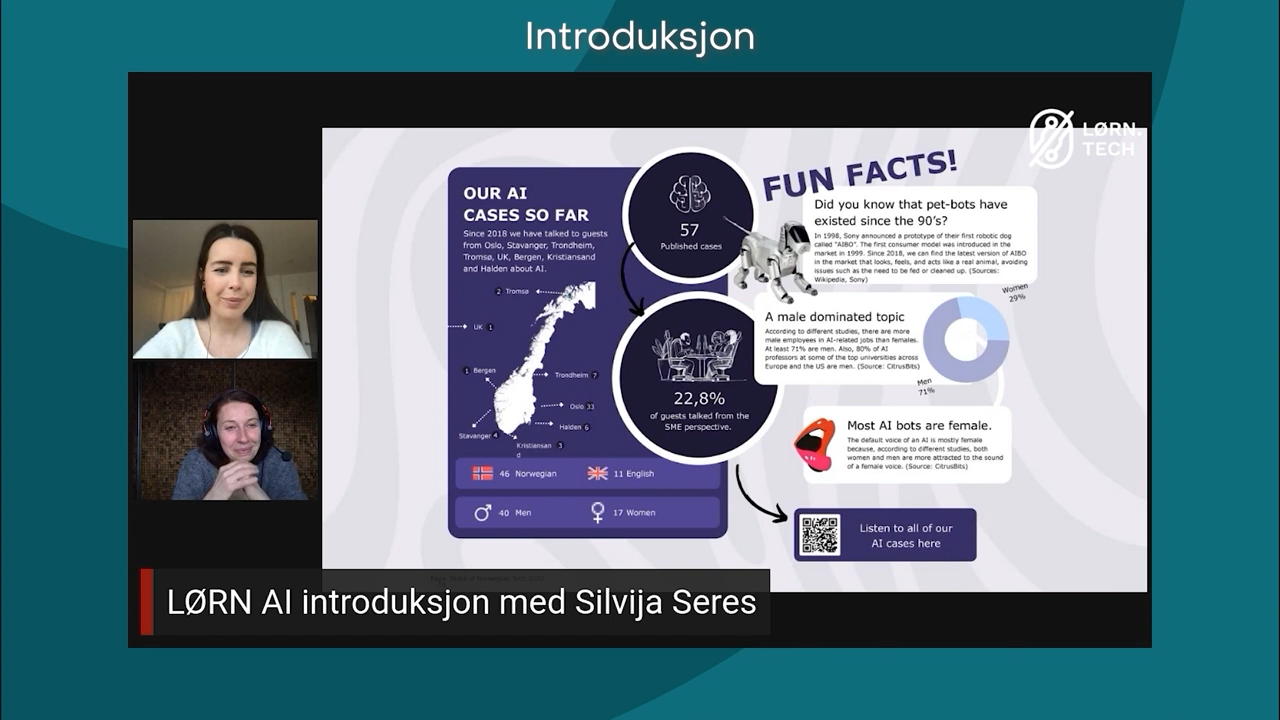 Introduksjon
LØRN.
TECH
OUR AI
CASES SO FAR
Since 2018 we have talked to guests
from Oslo, Stavanger, Trondheim,
Tromsø, UK, Bergen, Kristiansand
and Halden about AI.
2 Tromsø
UK 1
1 Bergen
Trondheim 7
Oslo 33
Halden 6
Stavanger 4
Kristiansan 3
d
46 Norwegian
11 English
40 Men
17 Women
57
Published cases
22,8%
of guests talked from the
SME perspective.
FUN FACTS!
Did you know that pet-bots have
existed since the 90's?
In 1998, Sony announced a prototype of their first robotic dog
called "AIBO". The first consumer model was introduced in the
market in 1999. Since 2018, we can find the latest version of AIBO
in the market that looks, feels, and acts like a real animal, avoiding
issues such as the need to be fed or cleaned up. (Sources:
Wikipedia, Sony)
A male dominated topic
According to different studies, there are more
male employees in AI-related jobs than females.
At least 71% are men. Also, 80% of AI
professors at some of the top universities across
Europe and the US are men. (Source: CitrusBits)
Women
29%
Men
71%
Most AI bots are female.
The default voice of an AI is mostly female
because, according to different studies, both
women and men are more attracted to the sound
of a female voice. (Source: CitrusBits)
Listen to all of our
AI cases here
LØRN AI introduksjon med Silvija Seres